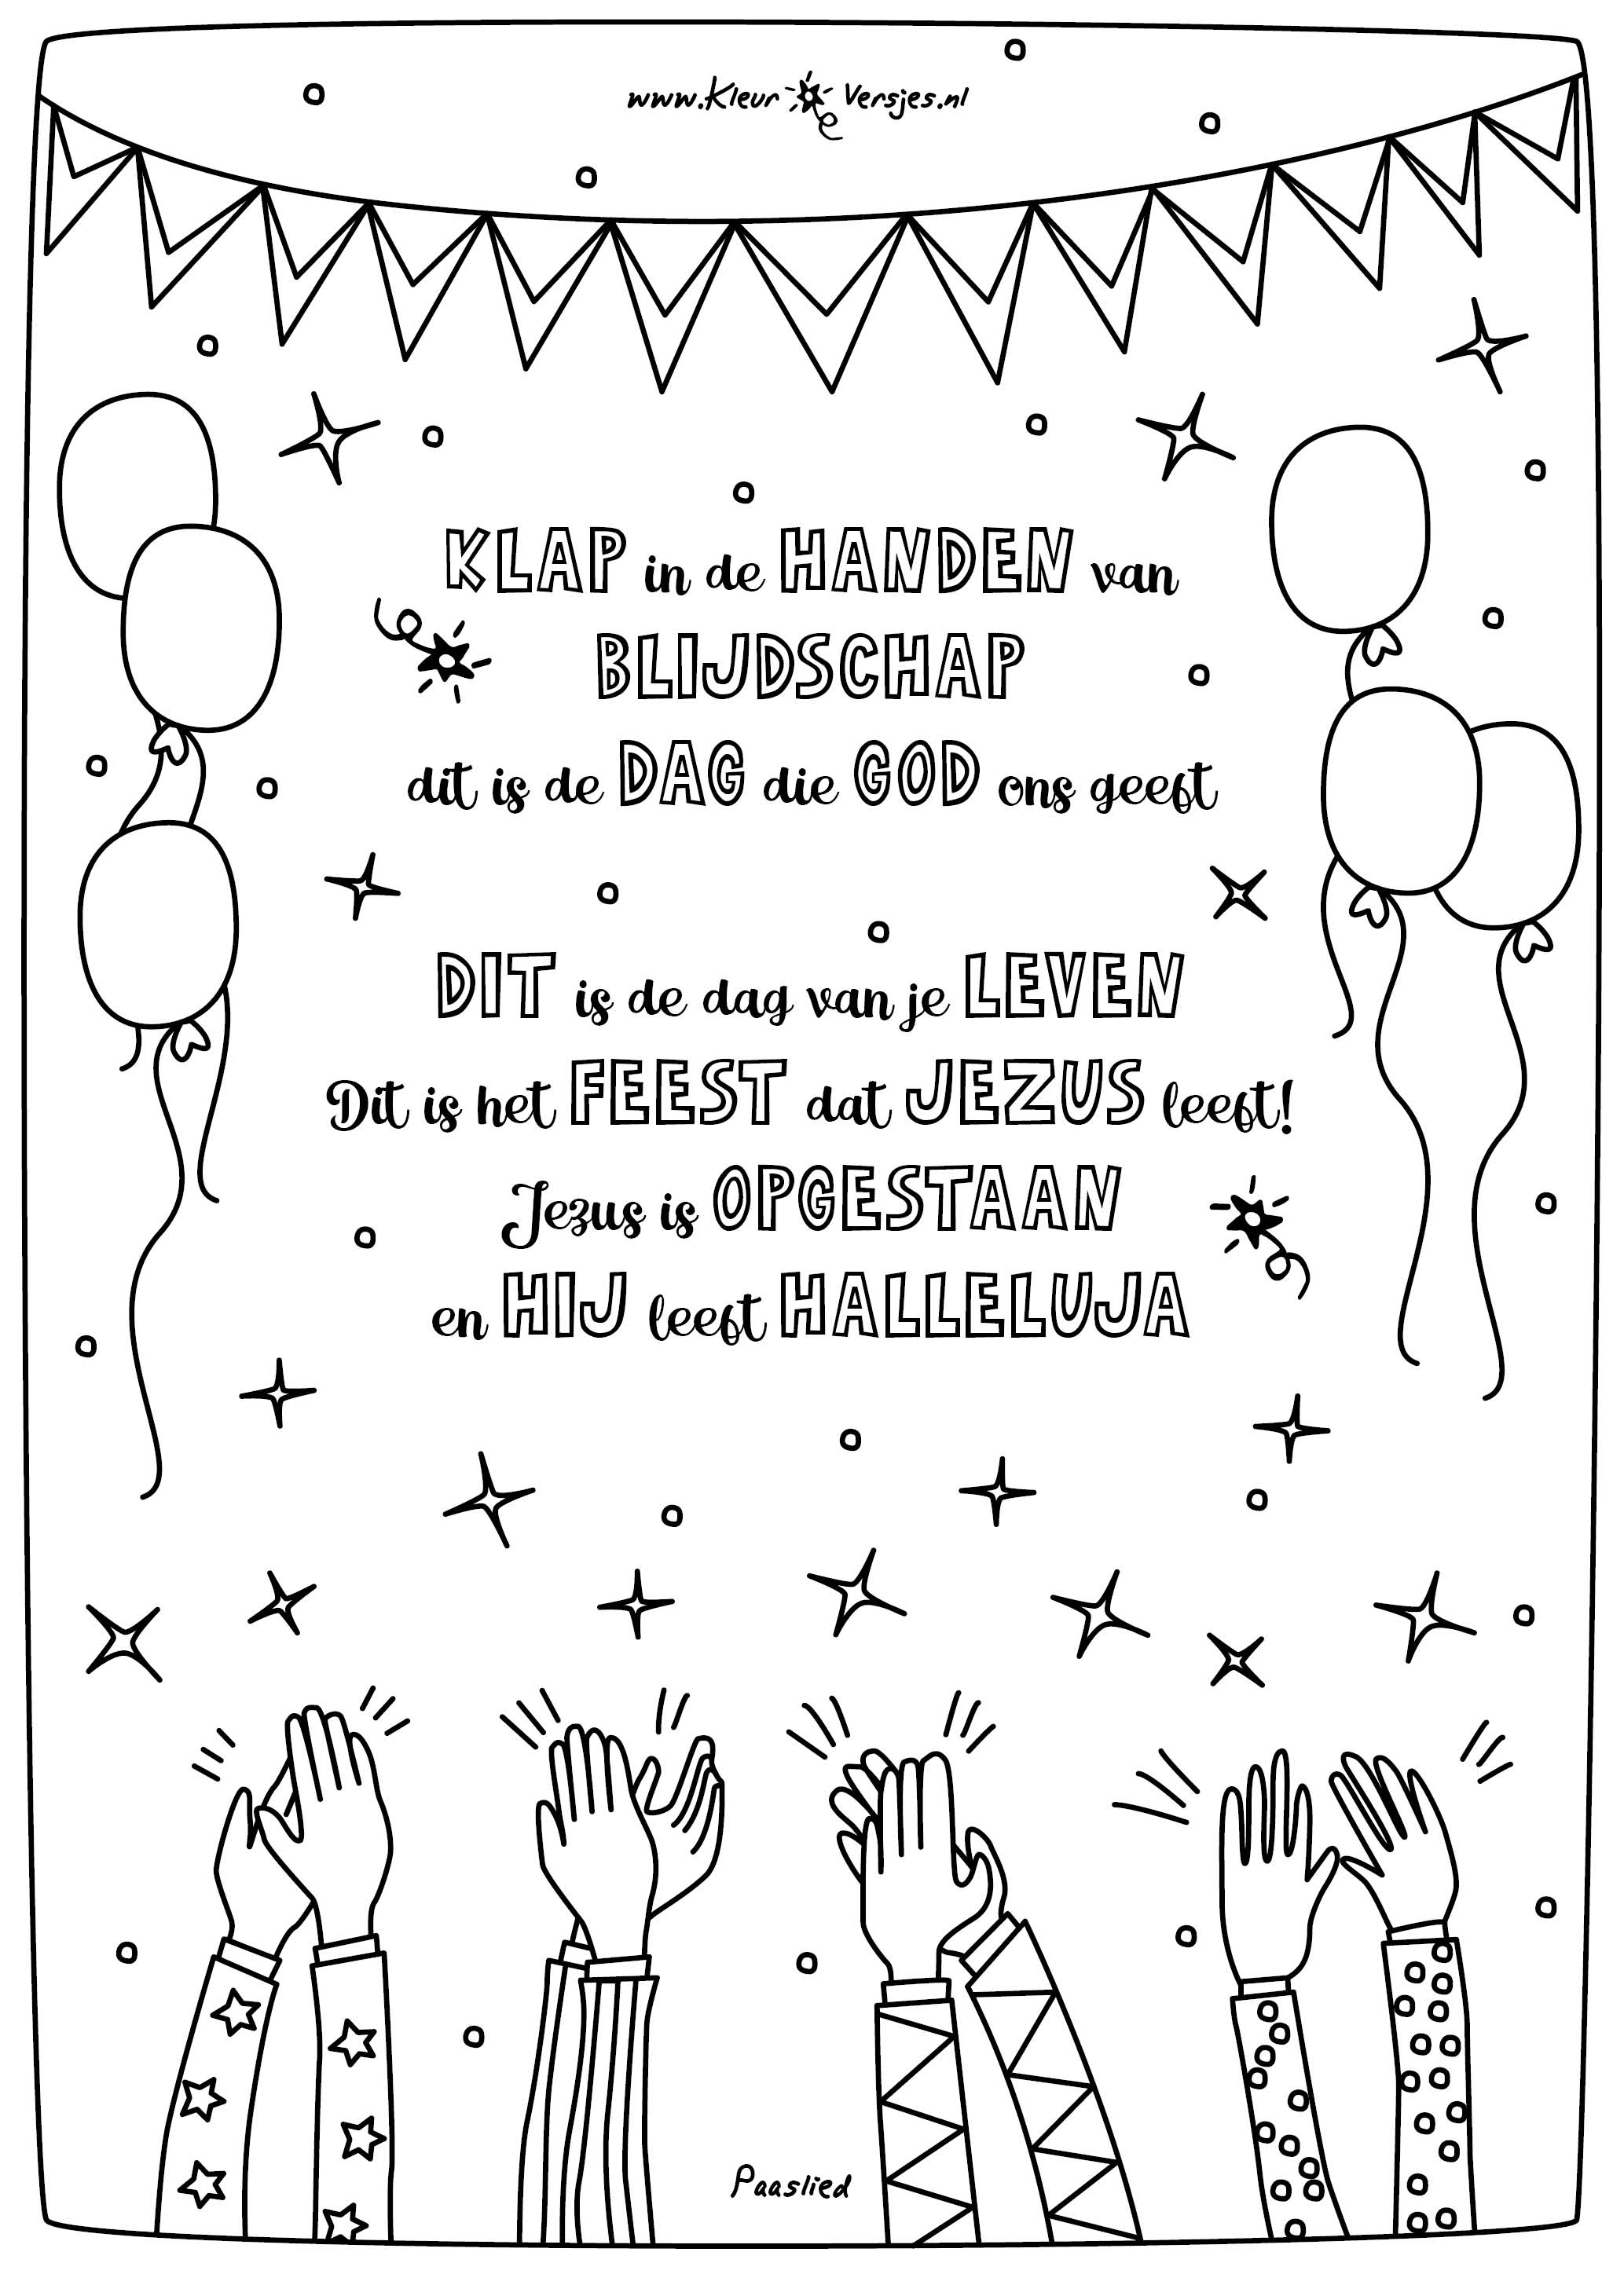 www.Kleur Versjes.nl
KLAP in de HANDEN van
BLIJDSCHAP
dit is de DAG die GOD ons geeft
DIT is de dag van je LEVEN
Dit is het FEEST dat JEZUS leeft!
Jezus is OPGESTAAN
en HIJ leeft HALLELUJA
Paaslied